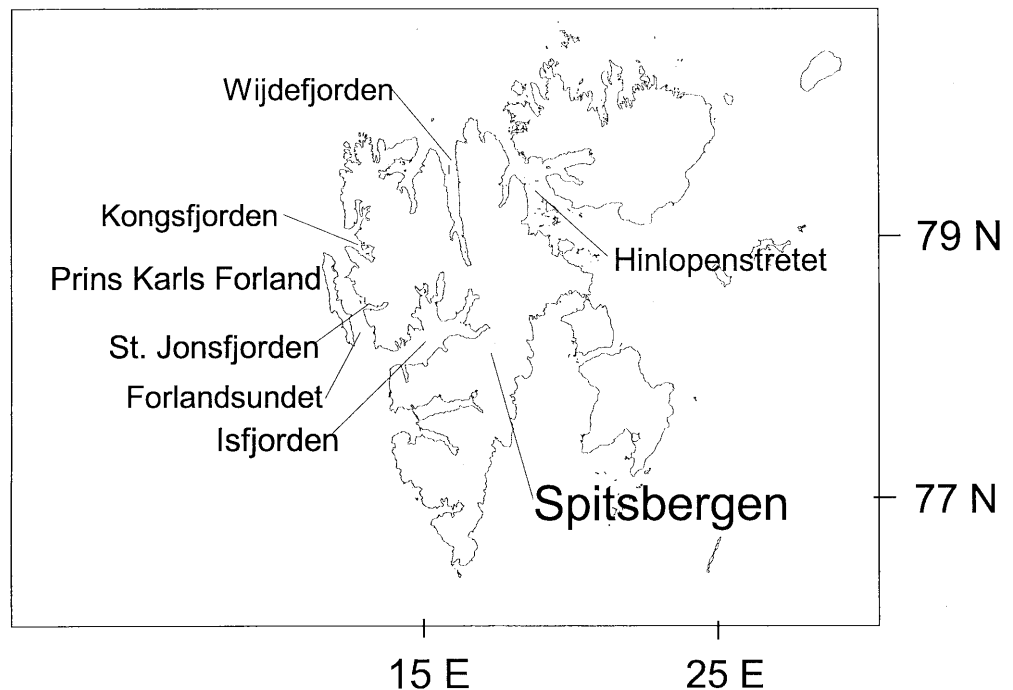 Wijdefjorden
Kongsfjorden
79 N
Hinlopenstretet
Prins Karls Forland
St. Jonsfjorden
Forlandsundet
Isfjorden
Spitsbergen
77 N
15 E
25 E